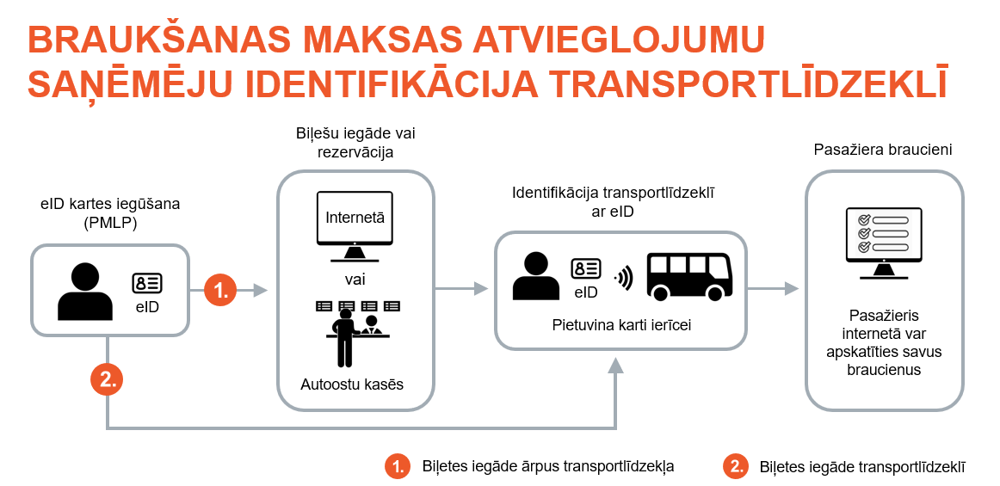 BRAUKŠANAS MAKSAS ATVIEGLOJUMU
SAŅĒMĒJU IDENTIFIKĀCIJA TRANSPORTLĪDZEKLĪ
eID kartes iegūšana
(PMLP)
eID
1.
2.
Biļešu iegāde vai
rezervācija
Internetā
vai
Autoostu kasēs
Identifikācija transportlīdzeklī
ar eID
eID
Pietuvina karti ierīcei
Pasažiera braucieni
Pasažieris
internetā var
apskatīties savus
braucienus
1. Biļetes iegāde ārpus transportlīdzekļa
2. Biļetes iegāde transportlīdzeklī